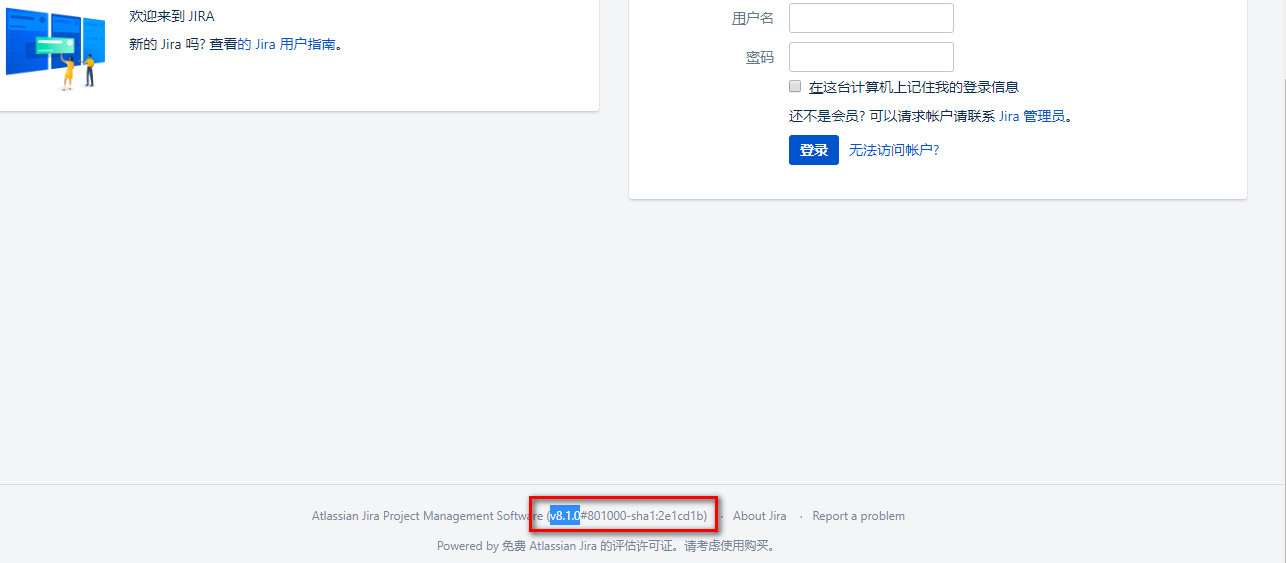 欢迎来到 JIRA
新的 Jira 吗? 查看的 Jira 用户指南。
用户名
密码
在这台计算机上记住我的登录信息
还不是会员? 可以请求帐户请联系 Jira 管理员。
登录 无法访问帐户?
Atlassian Jira Project Management Software (v8.1.0#801000-sha1:2e1cd1b) · About Jira · Report a problem
Powered by 免费 Atlassian Jira 的评估许可证。请考虑使用购买。